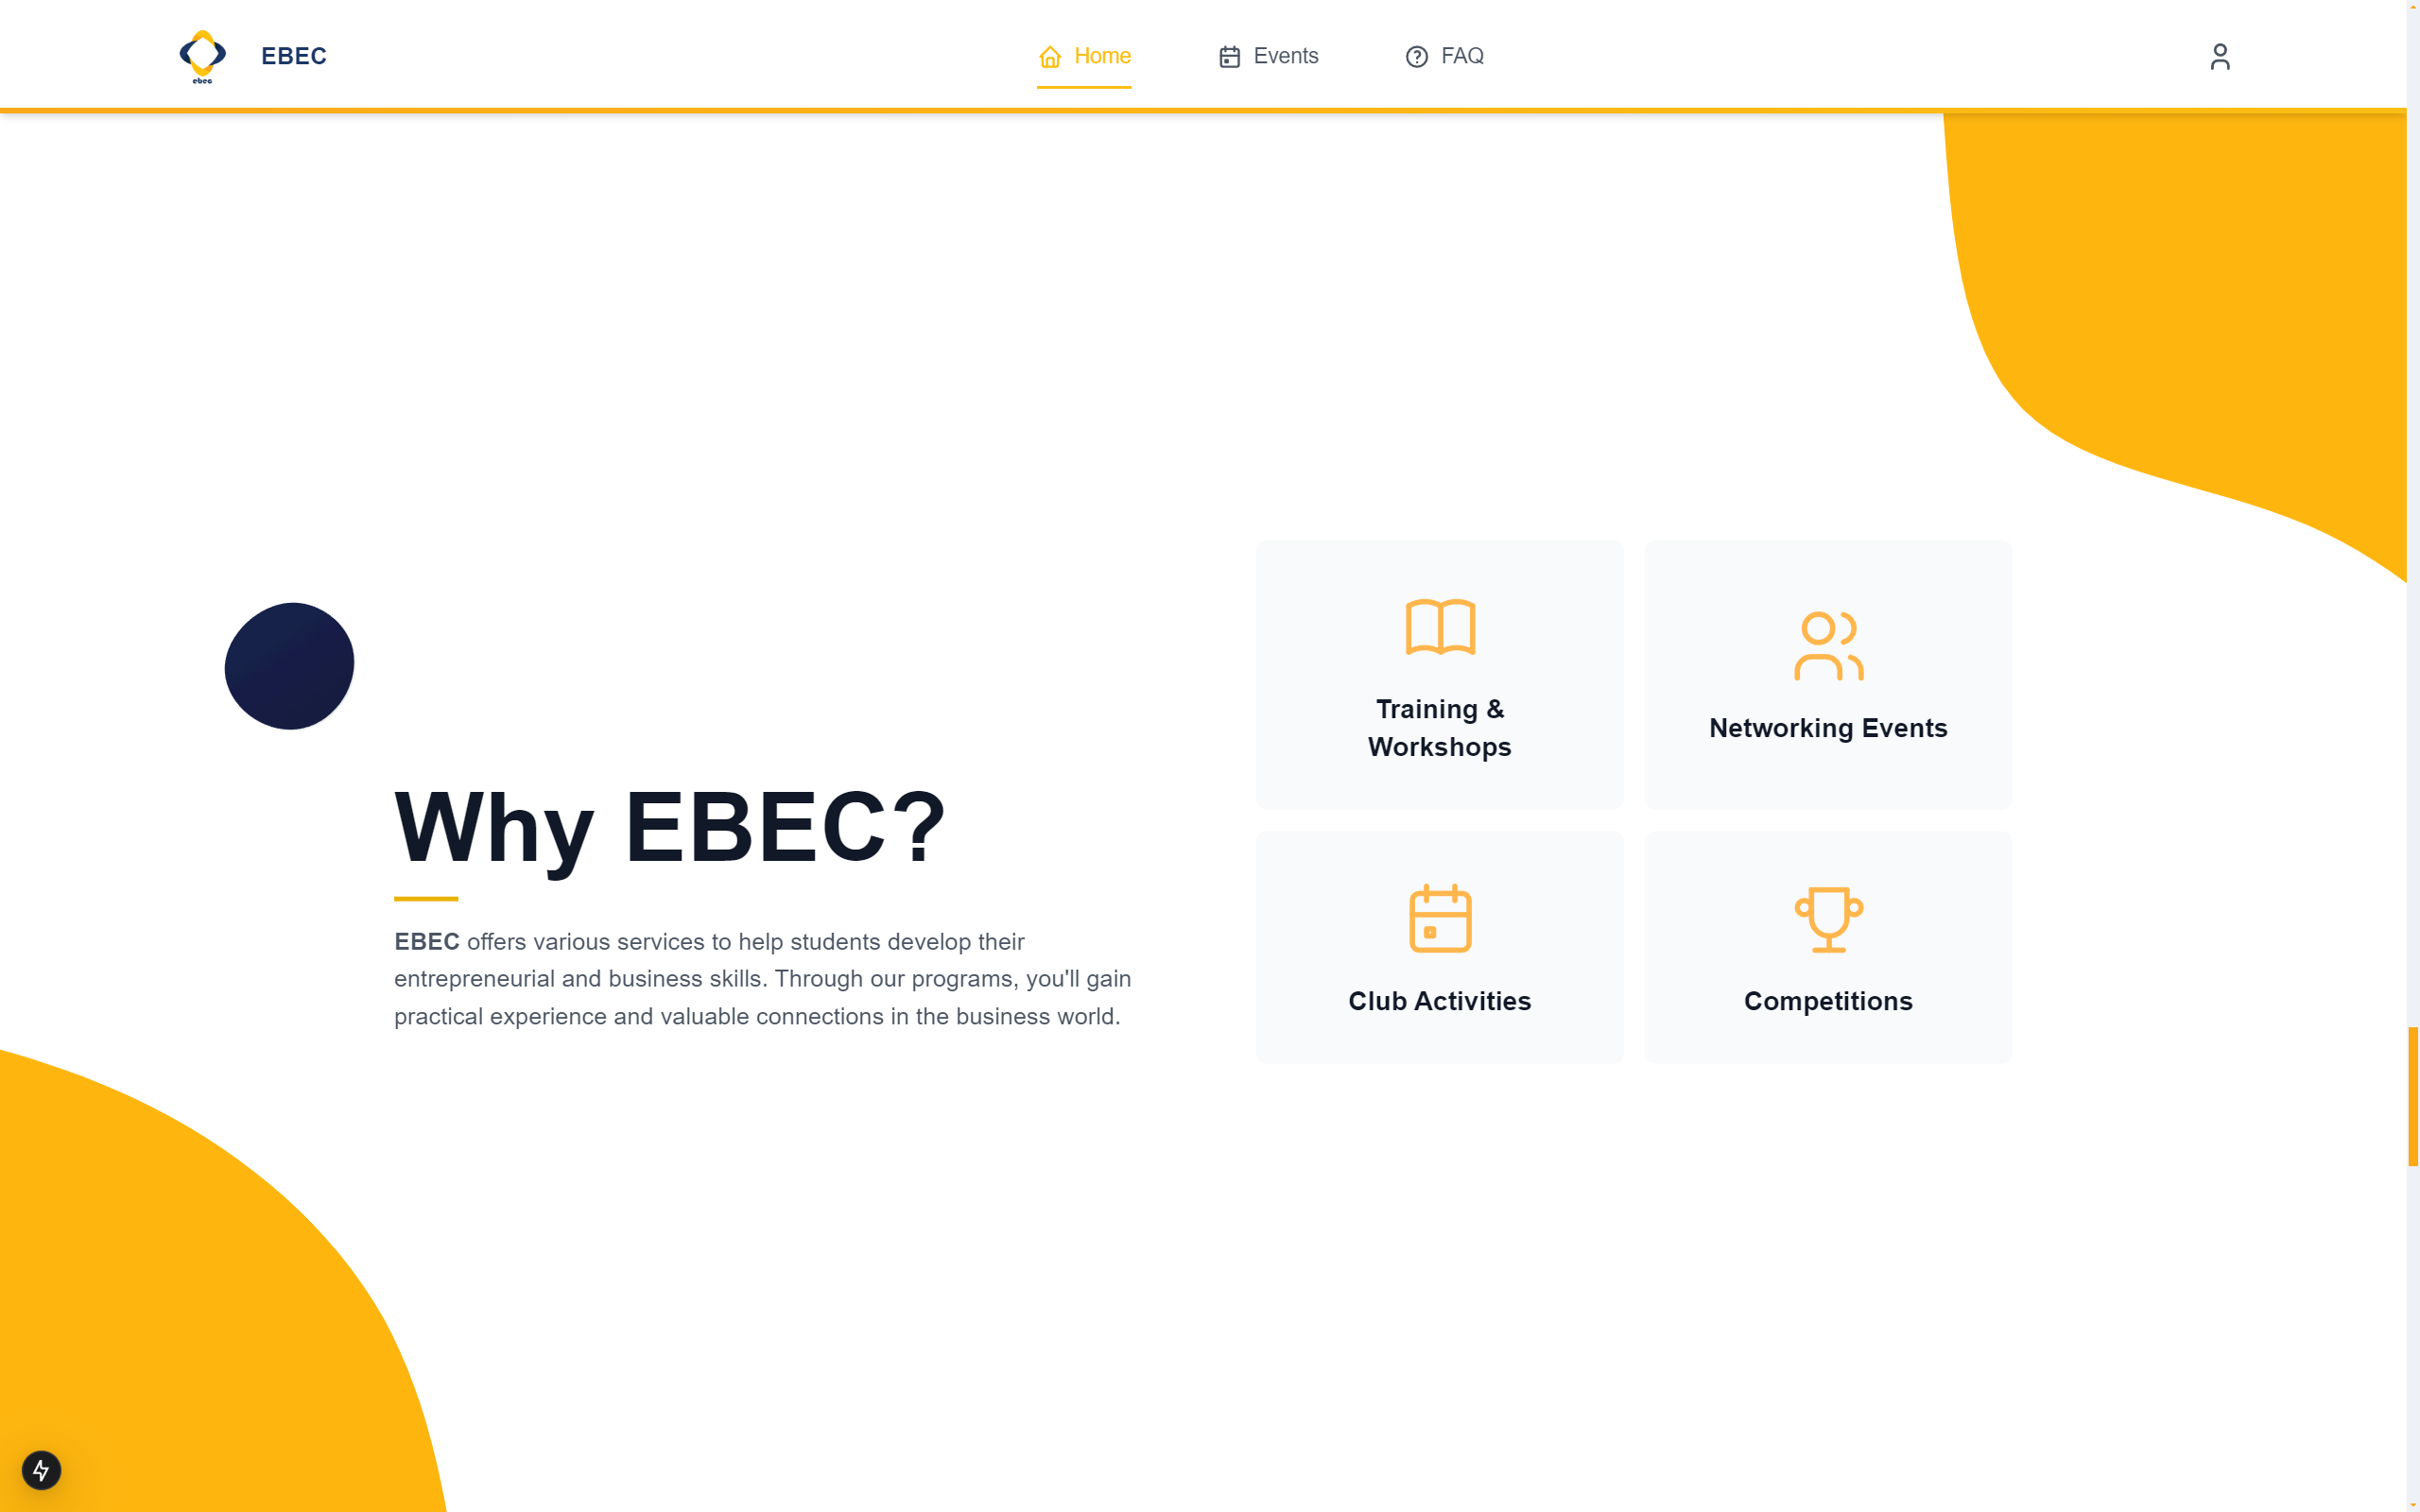 ebec
EBEC
Home
Events
FAQ
Why EBEC?
EBEC offers various services to help students develop their
entrepreneurial and business skills. Through our programs, you'll gain
practical experience and valuable connections in the business world.
Training &
Workshops
Networking Events
Club Activities
Competitions